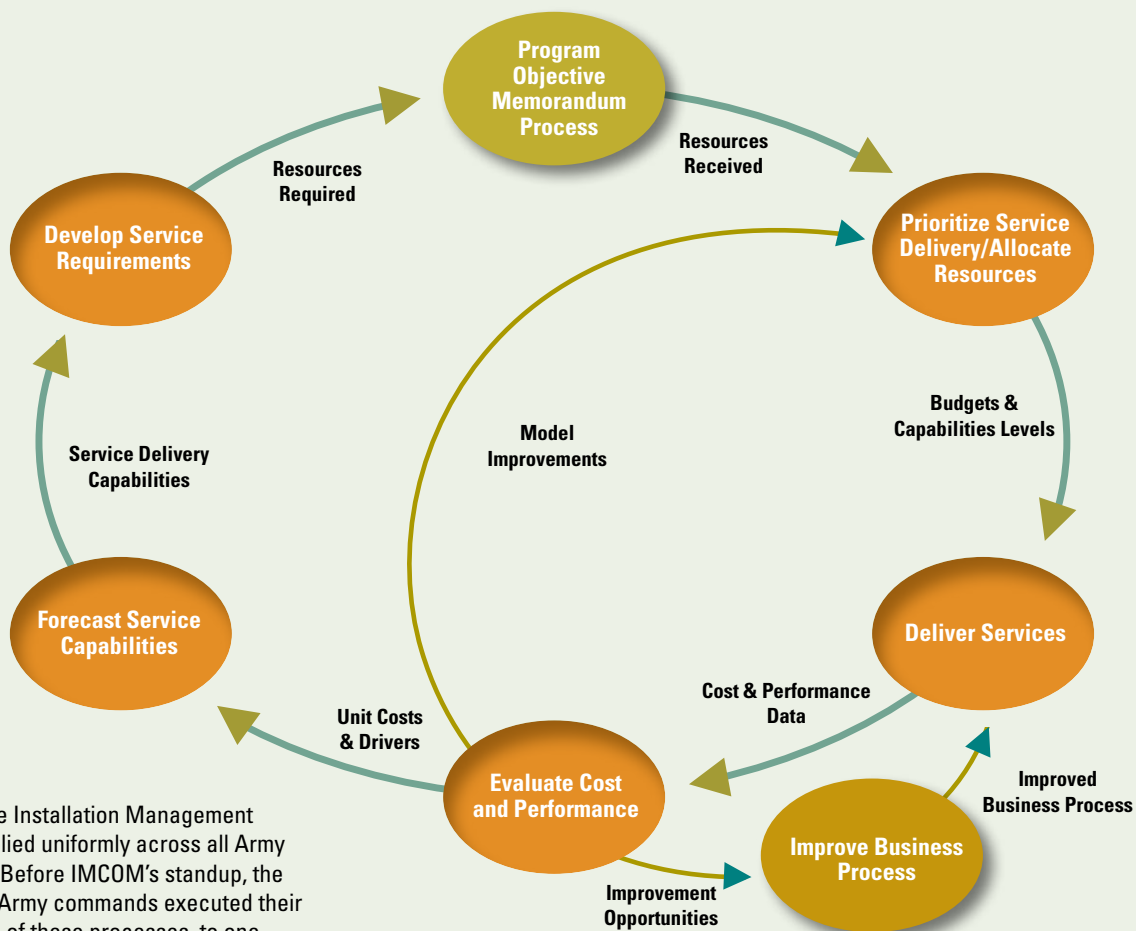 Program
Objective
Memorandum
Process
Resources
Required
Resources
Received
Develop Service
Requirements
Prioritize Service
Delivery/Allocate
Resources
Model
Improvements
Budgets &
Capabilities Levels
Service Delivery
Capabilities
Forecast Service
Capabilities
Deliver Services
Cost & Performance
Data
Unit Costs
& Drivers
Evaluate Cost
and Performance
Improved
Business Process
Improve Business
Process
Improvement
Opportunities
Installation Management
uniformly across all Army
Before IMCOM's standup, the
Army commands executed their